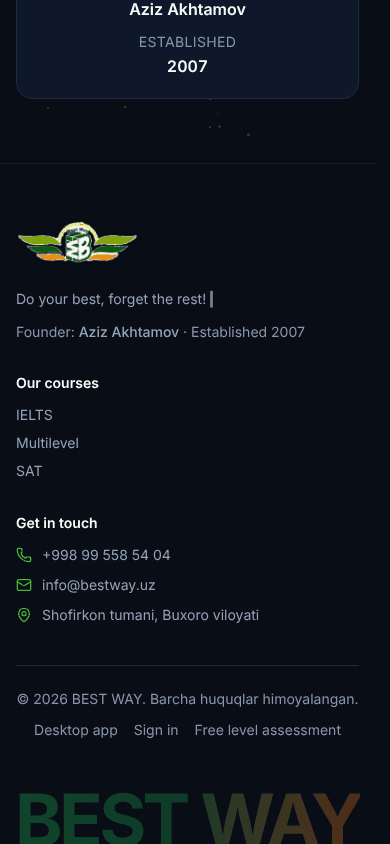 Aziz Akhtamov
ESTABLISHED
2007
Do your best, forget the rest!
Founder: Aziz Akhtamov · Established 2007
Our courses
IELTS
Multilevel
SAT
Get in touch
+998 99 558 54 04
info@bestway.uz
Shofirkon tumani, Buxoro viloyati
© 2026 BEST WAY. Barcha huquqlar himoyalangan.
Desktop app Sign in Free level assessment
BEST WAY